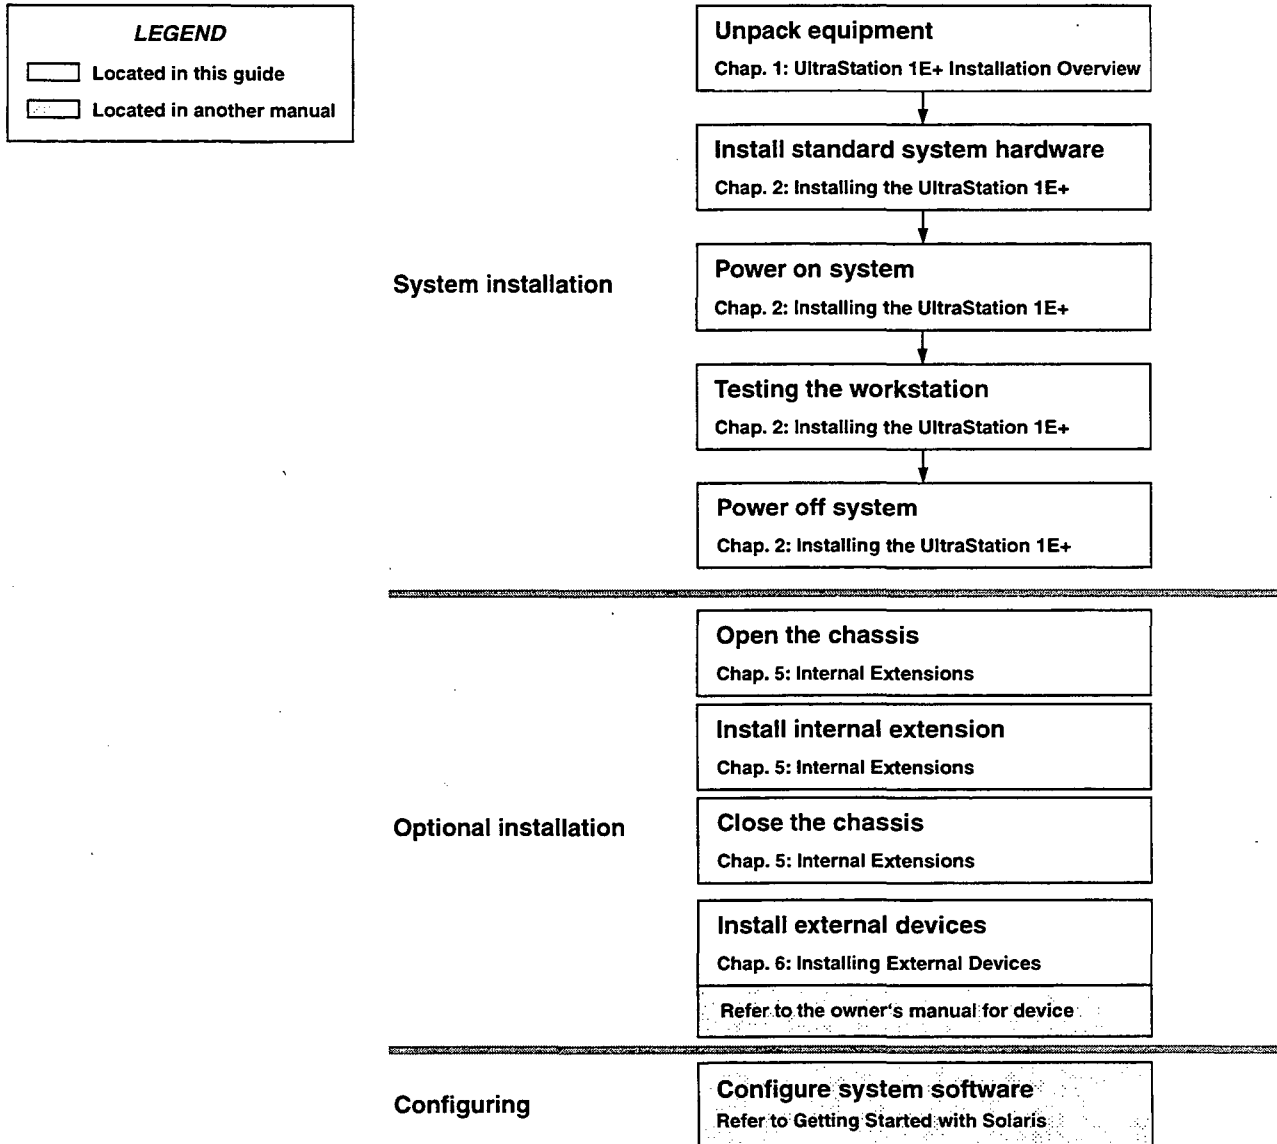 LEGEND
Located in this guide
Located in another manual
Unpack equipment
Chap. 1: UltraStation 1E+ Installation Overview
Install standard system hardware
Chap. 2: Installing the UltraStation 1E+
System installation
Power on system
Chap. 2: Installing the UltraStation 1E+
Testing the workstation
Chap. 2: Installing the UltraStation 1E+
Power off system
Chap. 2: Installing the UltraStation 1E+
Open the chassis
Chap. 5: Internal Extensions
Install internal extension
Chap. 5: Internal Extensions
Optional installation
Close the chassis
Chap. 5: Internal Extensions
Install external devices
Chap. 6: Installing External Devices
Refer to the owner's manual for device
Configuring
Configure system software
Refer to Getting Started with Solaris